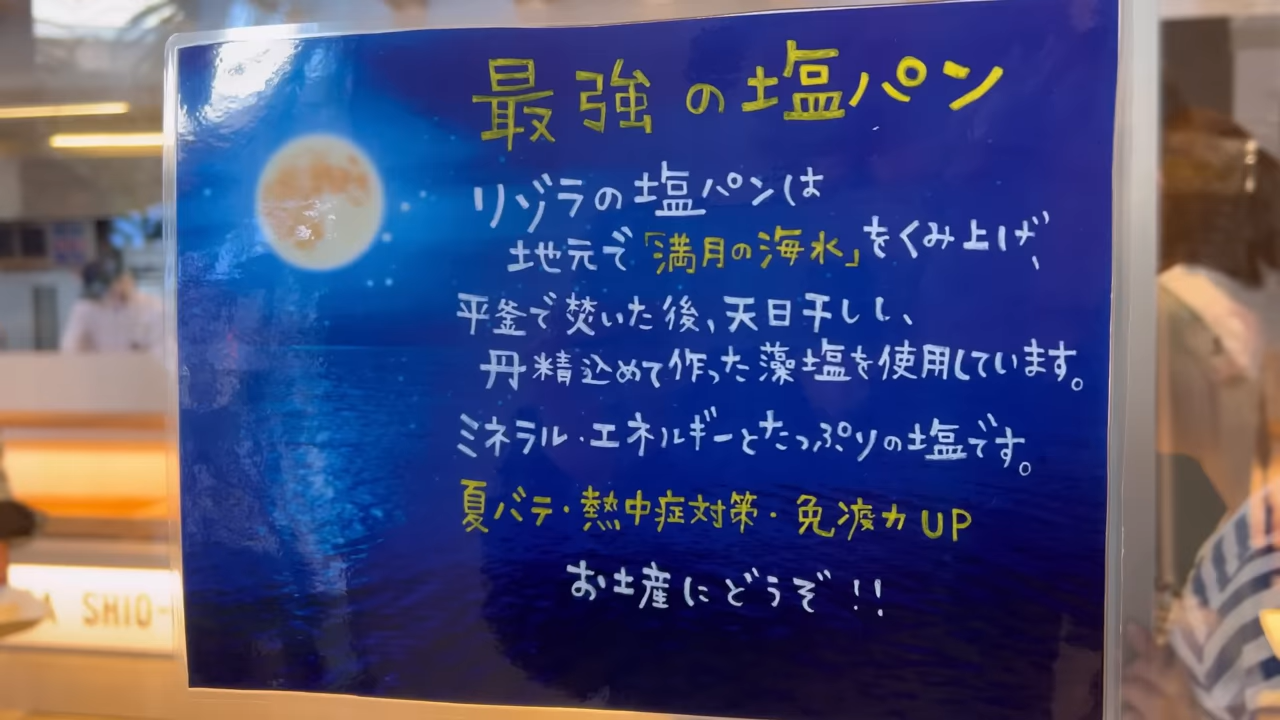 最強の塩パン
リゾラの塩パンは
地元で「満月の海水」をくみ上げ、
平釜で焚いた後、天日干しし、
丹精込めて作った藻塩を使用しています。
ミネラル・エネルギーとたっぷりの塩です。
夏バテ・熱中症対策・免疫力UP
お土産にどうぞ!!
A SHIO-